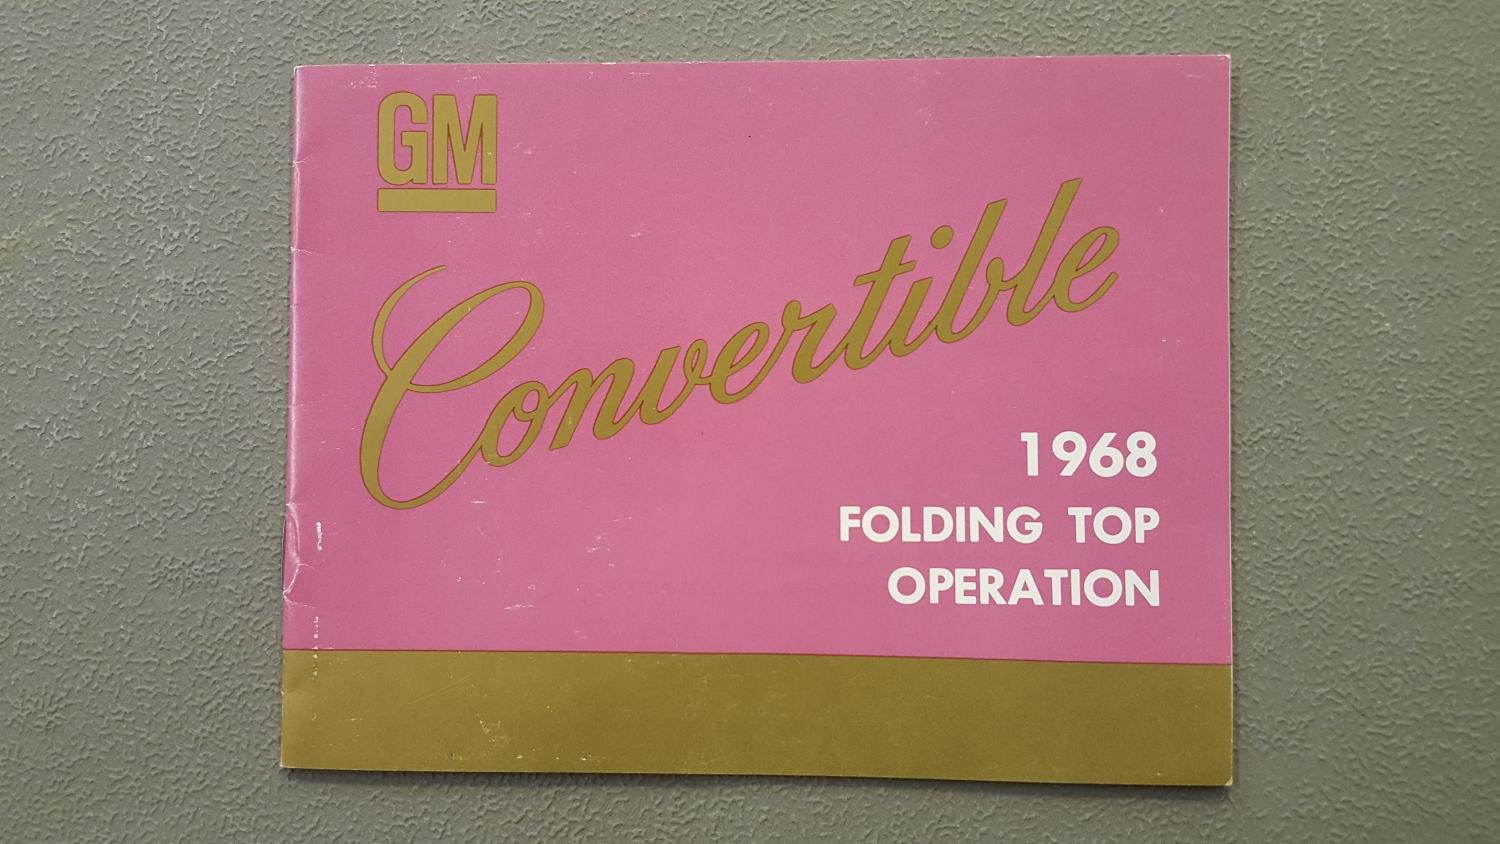 GM
Convertible
1968
FOLDING TOP
OPERATION